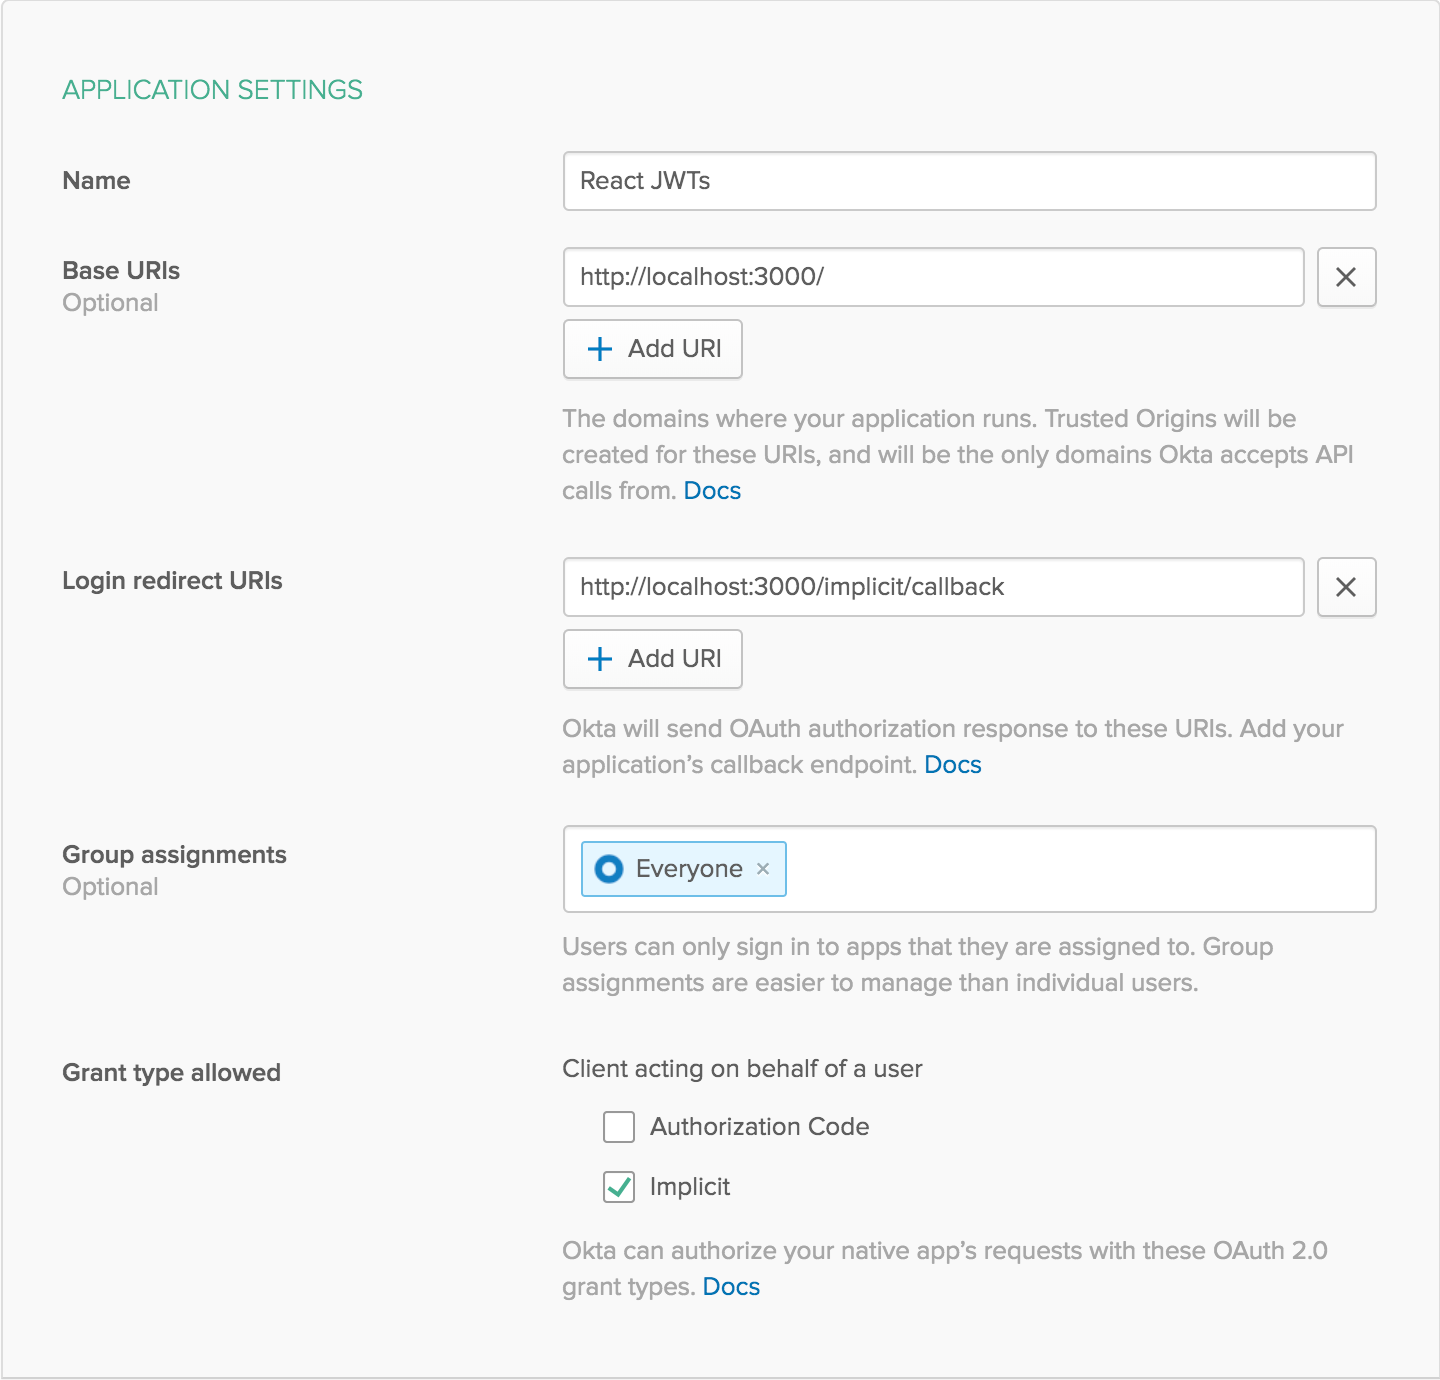 APPLICATION SETTINGS
Name
React JWTs
Base URIs
Optional
http://localhost:3000/
Add URI
The domains where your application runs. Trusted Origins will be
created for these URIs, and will be the only domains Okta accepts API
calls from. Docs
Login redirect URIs
http://localhost:3000/implicit/callback
Add URI
Okta will send OAuth authorization response to these URIs. Add your
application’s callback endpoint. Docs
Group assignments
Optional
Everyone
Users can only sign in to apps that they are assigned to. Group
assignments are easier to manage than individual users.
Grant type allowed
Client acting on behalf of a user
Authorization Code
Implicit
Okta can authorize your native app’s requests with these OAuth 2.0
grant types. Docs